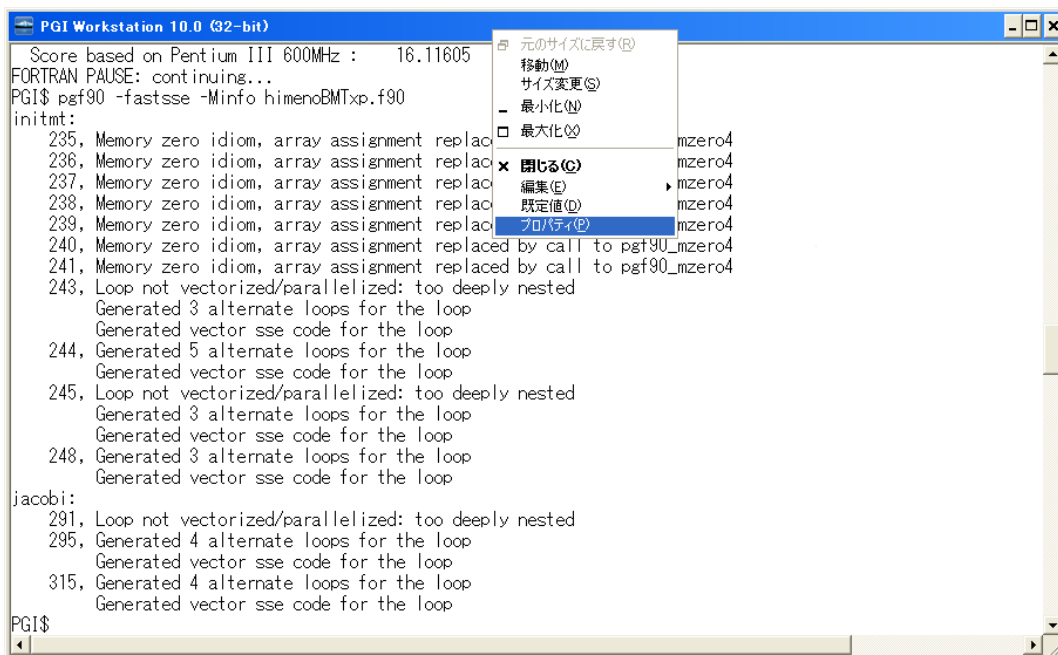 PGI Workstation 10.0 (32-bit)
Score based on Pentium III 600MHz : 16.11605
FORTRAN PAUSE: continuing...
PGI$ pgf90 -fastsse -Minfo himenoBMTxp.f90
initmt:
235, Memory zero idiom, array assignment replac mzero4
236, Memory zero idiom, array assignment replac mzero4
237, Memory zero idiom, array assignment replac mzero4
238, Memory zero idiom, array assignment replac mzero4
239, Memory zero idiom, array assignment replac mzero4
240, Memory zero idiom, array assignment replaced by call to pgf90_mzero4
241, Memory zero idiom, array assignment replaced by call to pgf90_mzero4
243, Loop not vectorized/parallelized: too deeply nested
Generated 3 alternate loops for the loop
Generated vector sse code for the loop
244, Generated 5 alternate loops for the loop
Generated vector sse code for the loop
245, Loop not vectorized/parallelized: too deeply nested
Generated 3 alternate loops for the loop
Generated vector sse code for the loop
248, Generated 3 alternate loops for the loop
Generated vector sse code for the loop
jacobi:
291, Loop not vectorized/parallelized: too deeply nested
295, Generated 4 alternate loops for the loop
Generated vector sse code for the loop
315, Generated 4 alternate loops for the loop
Generated vector sse code for the loop
PGI$
元のサイズに戻す(R)
移動(M)
サイズ変更(S)
最小化(N)
最大化(X)
閉じる(C)
編集(E)
既定値(D)
プロパティ(P)